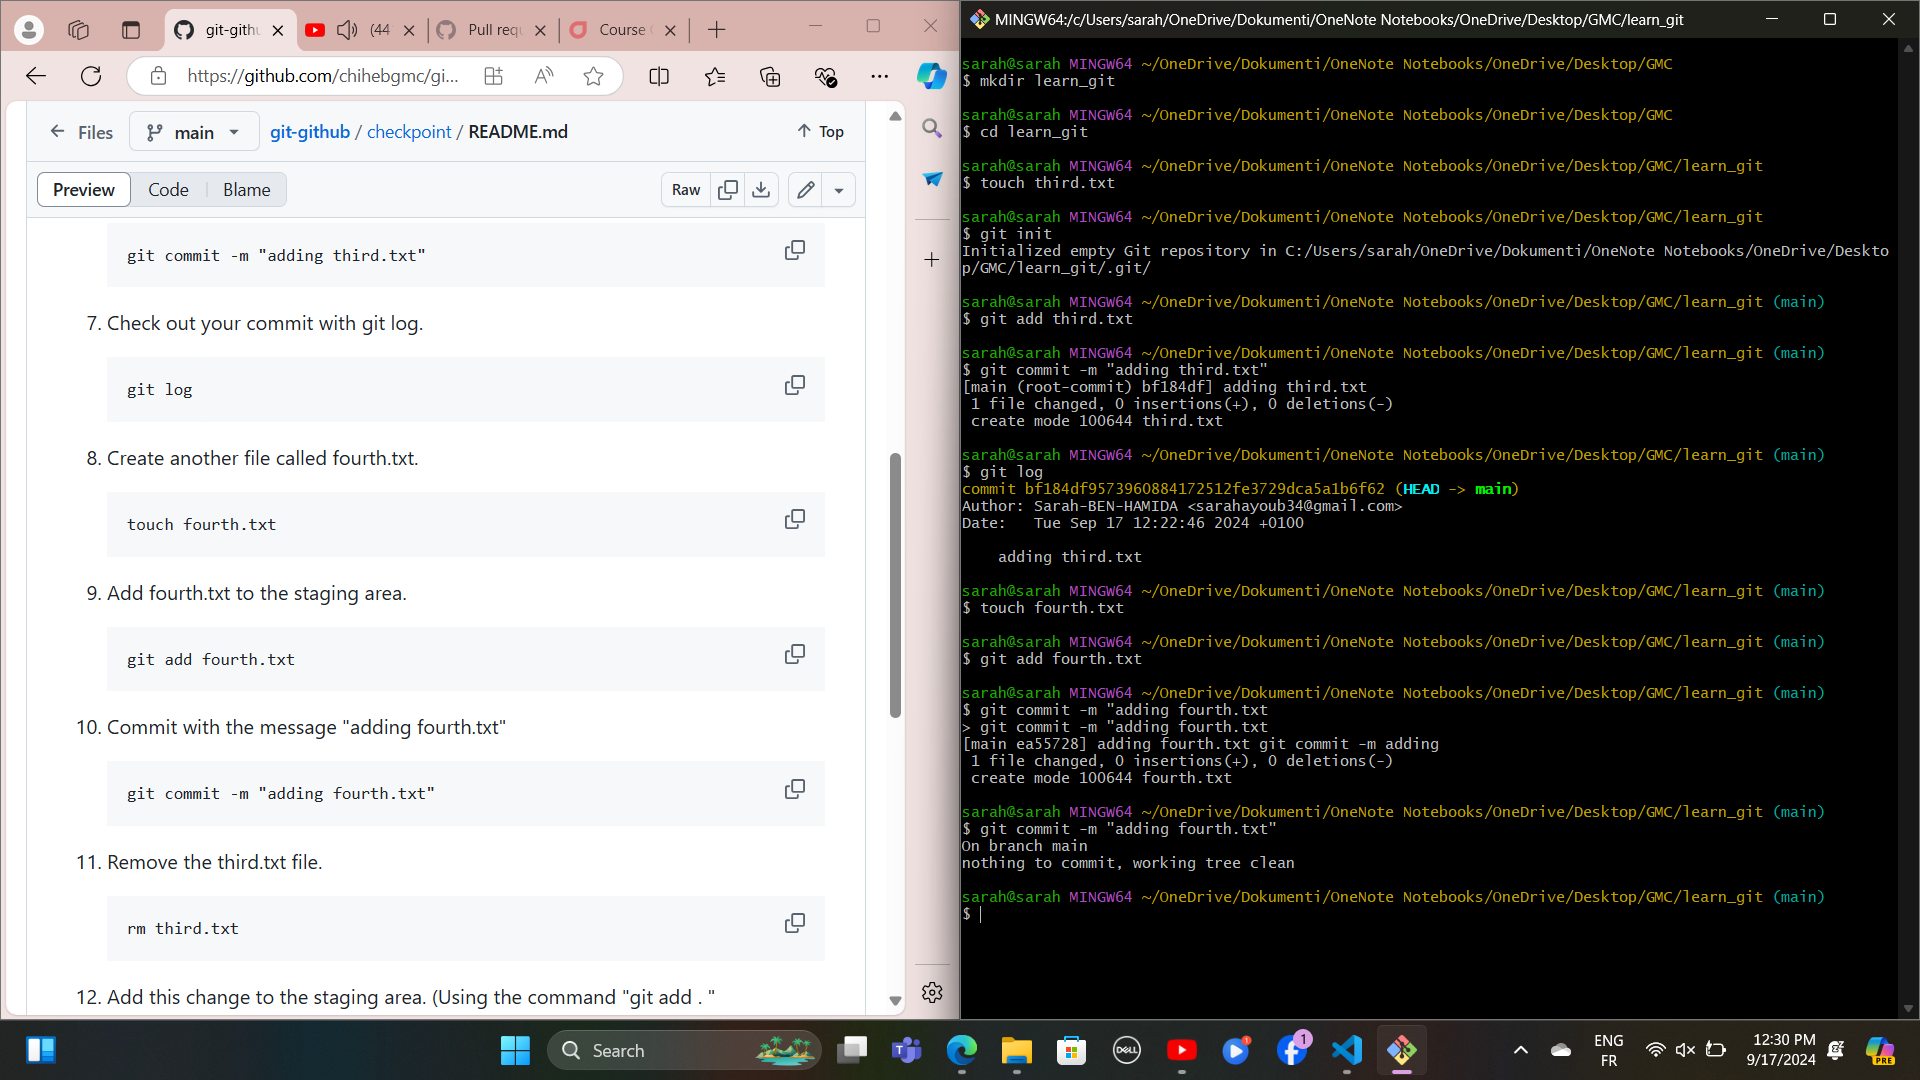 git-githu
(44
Pull requ
Course
https://github.com/chihebgmc/gi...
Files
main
git-github / checkpoint / README.md
Top
Preview
Code
Blame
Raw
git commit -m "adding third.txt"
7. Check out your commit with git log.
git log
8. Create another file called fourth.txt.
touch fourth.txt
9. Add fourth.txt to the staging area.
git add fourth.txt
10. Commit with the message "adding fourth.txt"
git commit -m "adding fourth.txt"
11. Remove the third.txt file.
rm third.txt
12. Add this change to the staging area. (Using the command "git add . "
MINGW64:/c/Users/sarah/OneDrive/Dokumenti/OneNote Notebooks/OneDrive/Desktop/GMC/learn_git
sarah@sarah MINGW64 ~/OneDrive/Dokumenti/OneNote Notebooks/OneDrive/Desktop/GMC
$ mkdir learn_git
sarah@sarah MINGW64 ~/OneDrive/Dokumenti/OneNote Notebooks/OneDrive/Desktop/GMC
$ cd learn_git
sarah@sarah MINGW64 ~/OneDrive/Dokumenti/OneNote Notebooks/OneDrive/Desktop/GMC/learn_git
$ touch third.txt
sarah@sarah MINGW64 ~/OneDrive/Dokumenti/OneNote Notebooks/OneDrive/Desktop/GMC/learn_git
$ git init
Initialized empty Git repository in C:/Users/sarah/OneDrive/Dokumenti/OneNote Notebooks/OneDrive/Deskto
p/GMC/learn_git/.git/
sarah@sarah MINGW64 ~/OneDrive/Dokumenti/OneNote Notebooks/OneDrive/Desktop/GMC/learn_git (main)
$ git add third.txt
sarah@sarah MINGW64 ~/OneDrive/Dokumenti/OneNote Notebooks/OneDrive/Desktop/GMC/learn_git (main)
$ git commit -m "adding third.txt"
[main (root-commit) bf184df] adding third.txt
1 file changed, 0 insertions(+), 0 deletions(-)
create mode 100644 third.txt
sarah@sarah MINGW64 ~/OneDrive/Dokumenti/OneNote Notebooks/OneDrive/Desktop/GMC/learn_git (main)
$ git log
commit bf184df9573960884172512fe3729dca5a1b6f62 (HEAD -> main)
Author: Sarah-BEN-HAMIDA <sarahayoub34@gmail.com>
Date:   Tue Sep 17 12:22:46 2024 +0100
adding third.txt
sarah@sarah MINGW64 ~/OneDrive/Dokumenti/OneNote Notebooks/OneDrive/Desktop/GMC/learn_git (main)
$ touch fourth.txt
sarah@sarah MINGW64 ~/OneDrive/Dokumenti/OneNote Notebooks/OneDrive/Desktop/GMC/learn_git (main)
$ git add fourth.txt
sarah@sarah MINGW64 ~/OneDrive/Dokumenti/OneNote Notebooks/OneDrive/Desktop/GMC/learn_git (main)
$ git commit -m "adding fourth.txt
> git commit -m "adding fourth.txt
[main ea55728] adding fourth.txt git commit -m adding
1 file changed, 0 insertions(+), 0 deletions(-)
create mode 100644 fourth.txt
sarah@sarah MINGW64 ~/OneDrive/Dokumenti/OneNote Notebooks/OneDrive/Desktop/GMC/learn_git (main)
$ git commit -m "adding fourth.txt"
On branch main
nothing to commit, working tree clean
sarah@sarah MINGW64 ~/OneDrive/Dokumenti/OneNote Notebooks/OneDrive/Desktop/GMC/learn_git (main)
$
Search
DELL
1
ENG
FR
12:30 PM
9/17/2024
PRE